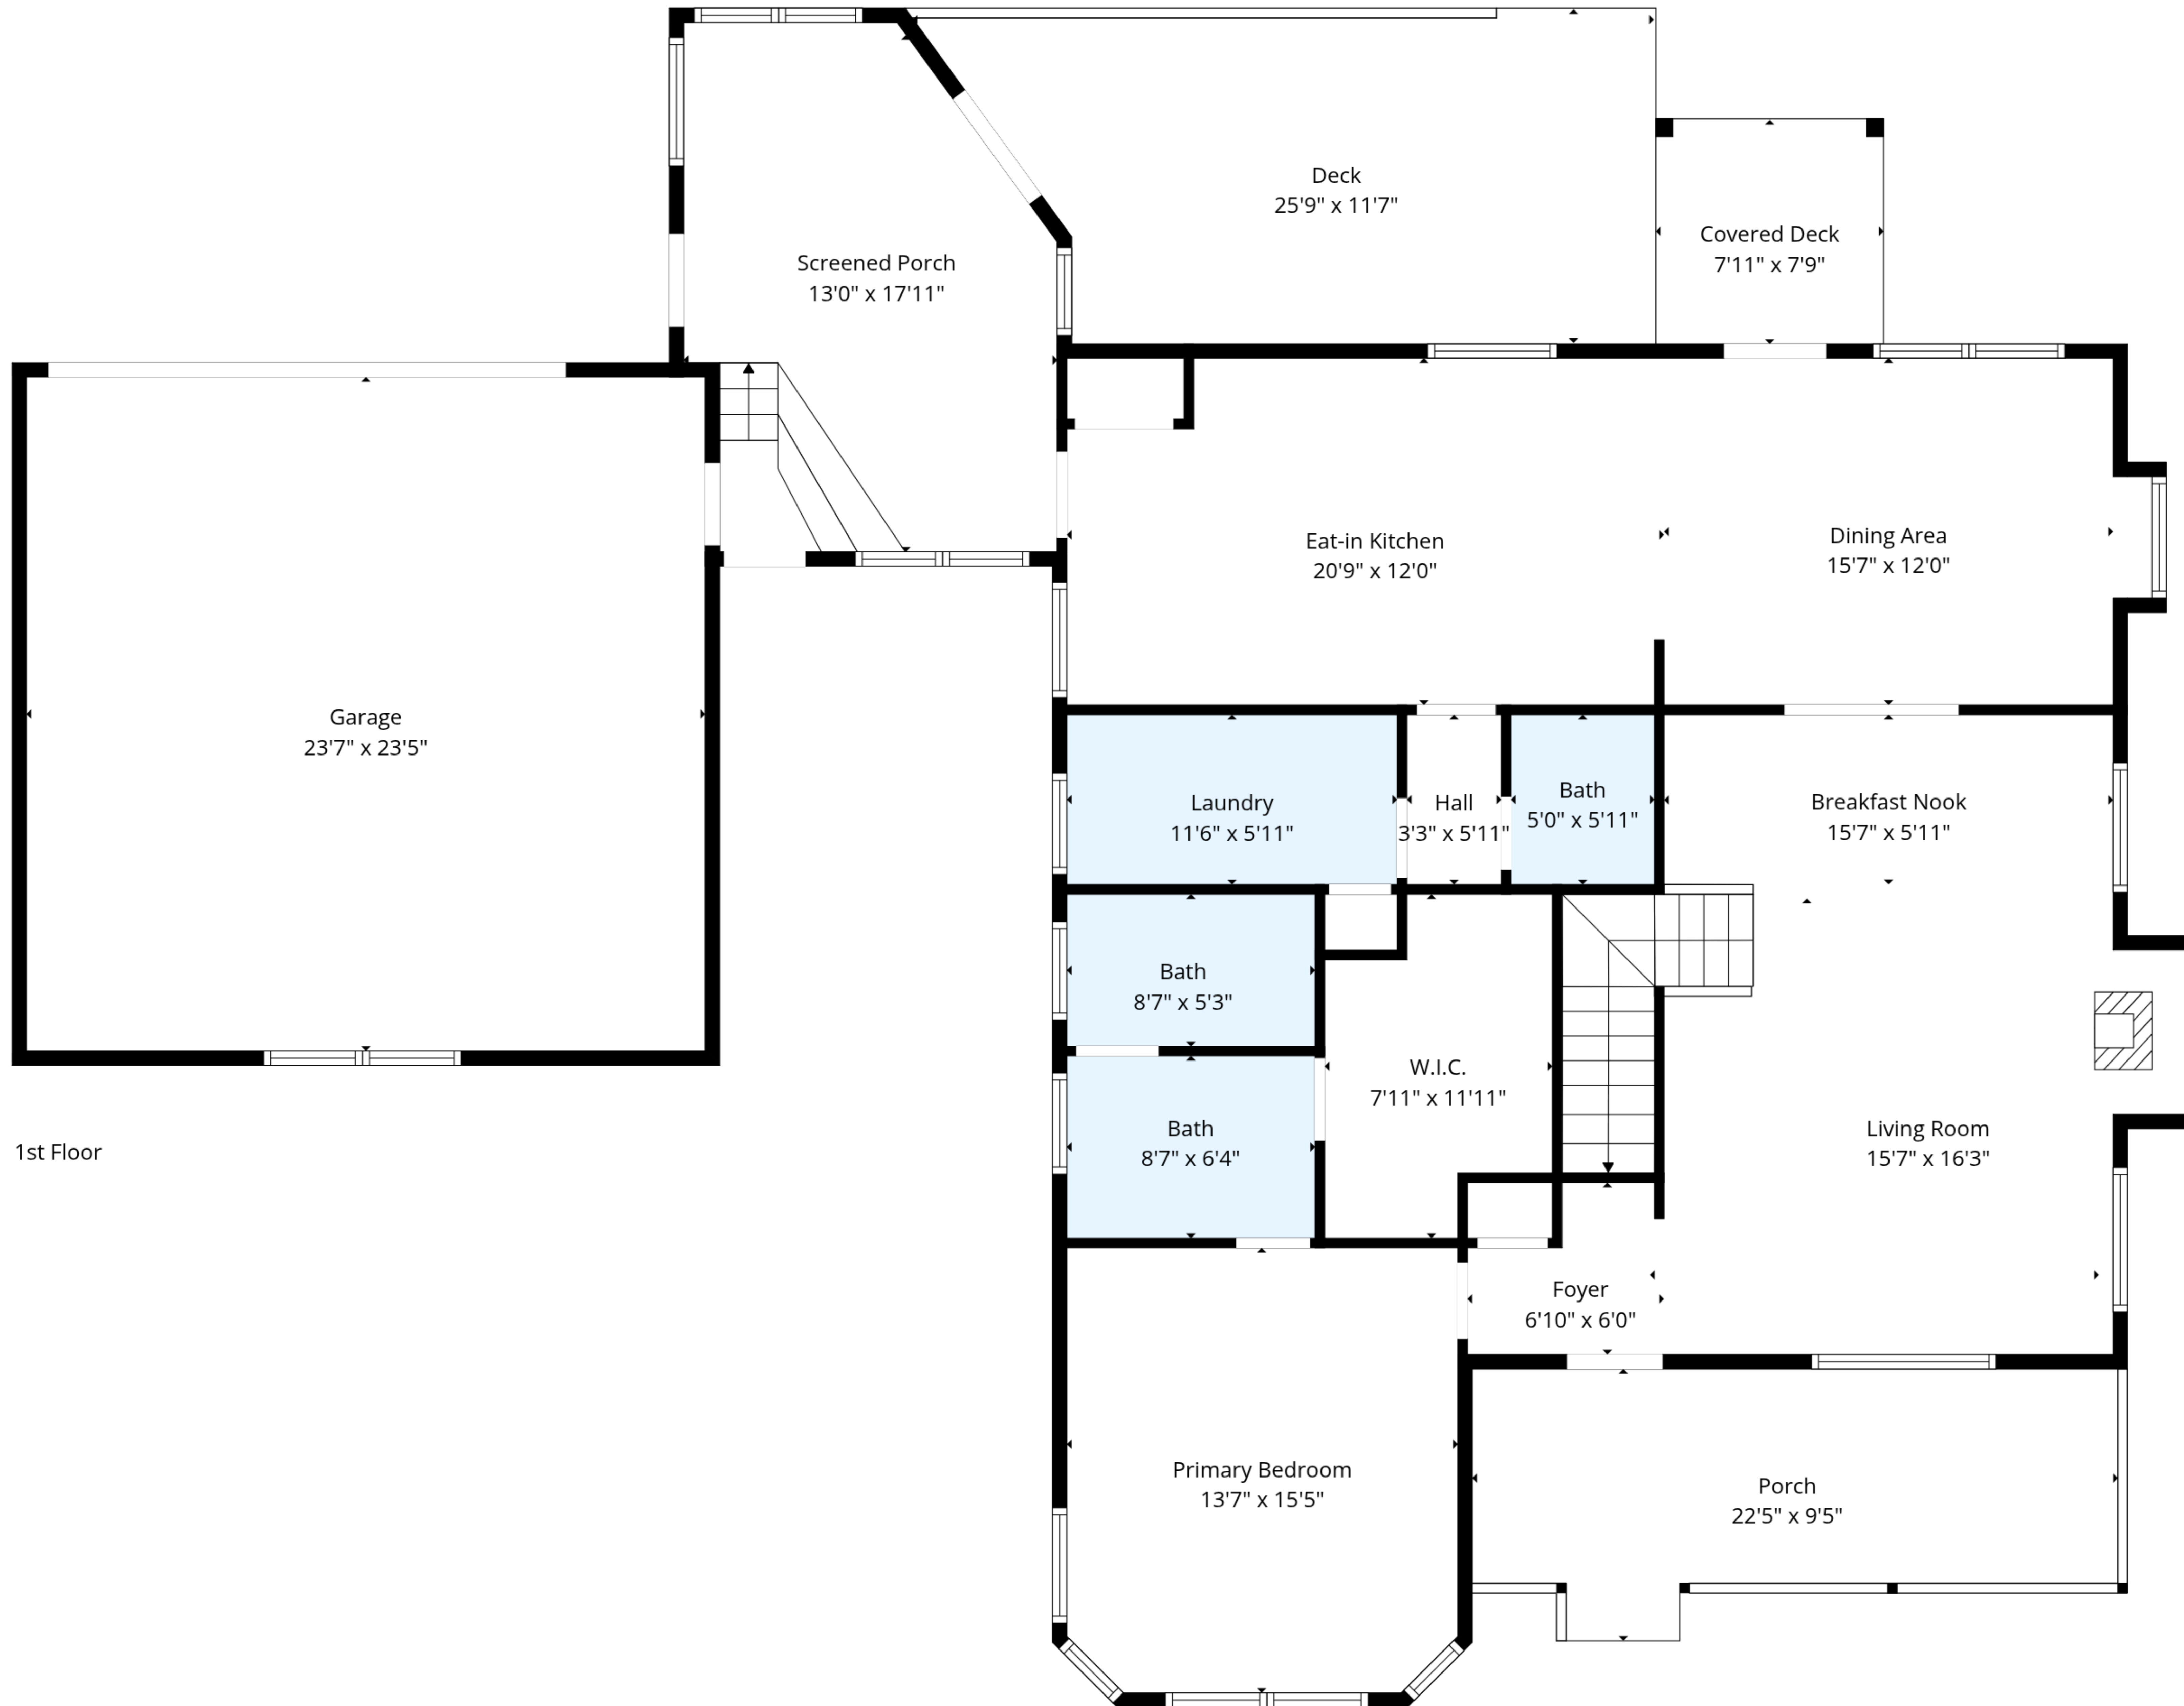 Deck
25'9" x 11'7"
Covered Deck
7'11" x 7'9"
Screened Porch
13'0" x 17'11"
Eat-in Kitchen
20'9" x 12'0"
Dining Area
15'7" x 12'0"
Garage
23'7" x 23'5"
Laundry
11'6" x 5'11"
Hall
3'3" x 5'11"
Bath
5'0" x 5'11"
Breakfast Nook
15'7" x 5'11"
Bath
8'7" x 5'3"
W.I.C.
7'11" x 11'11"
Bath
8'7" x 6'4"
Living Room
15'7" x 16'3"
1st Floor
Foyer
6'10" x 6'0"
Primary Bedroom
13'7" x 15'5"
Porch
22'5" x 9'5"